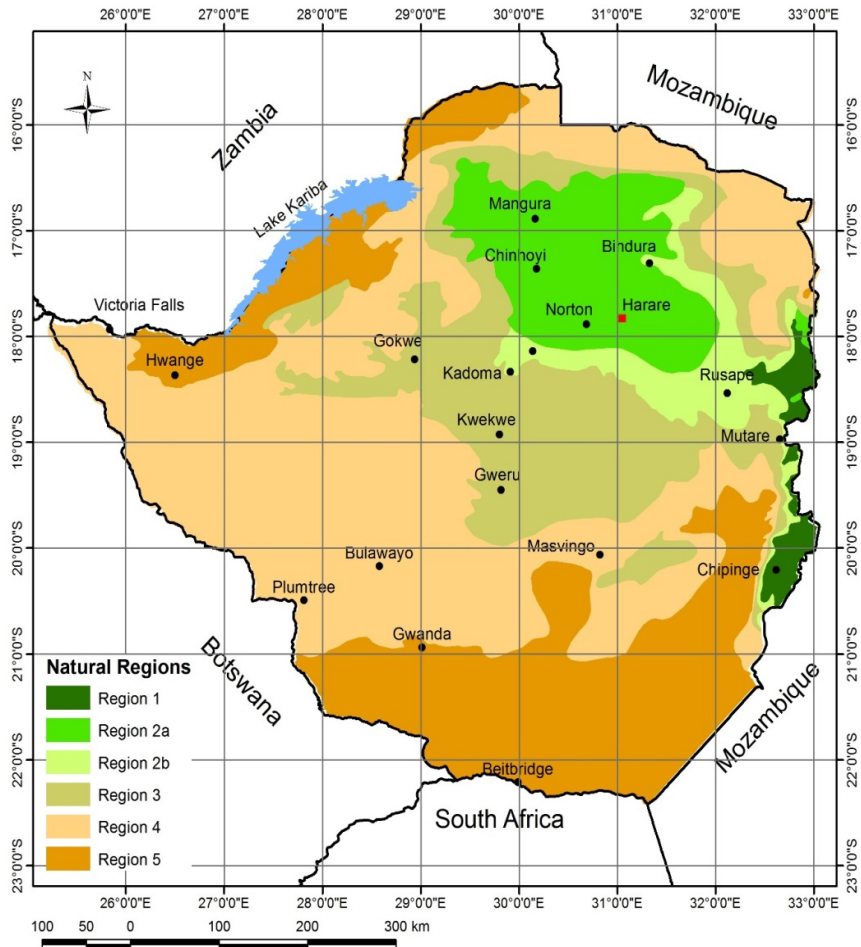 26°0'0"E 27°0'0"E 28°0'0"E 29°0'0"E 30°0'0"E 31°0'0"E 32°0'0"E 33°0'0"E
N
Zambia
Mozambique
16°0'0"S
16°0'0"S
Lake Kariba
Mangura
17°0'0"S
17°0'0"S
Chinhoyi
Bindura
Victoria Falls
Norton
Harare
18°0'0"S
18°0'0"S
Gokwe
Hwange
Kadoma
Rusape
Kwekwe
Mutare
19°0'0"S
19°0'0"S
Gweru
Bulawayo
Masvingo
20°0'0"S
20°0'0"S
Chipinge
Plumtree
Gwanda
21°0'0"S
21°0'0"S
Botswana
Mozambique
Natural Regions
Region 1
Region 2a
Region 2b
Region 3
Region 4
Region 5
22°0'0"S
22°0'0"S
Beitbridge
South Africa
23°0'0"S
23°0'0"S
26°0'0"E 27°0'0"E 28°0'0"E 29°0'0"E 30°0'0"E 31°0'0"E 32°0'0"E 33°0'0"E
100 50 0 100 200 300 km